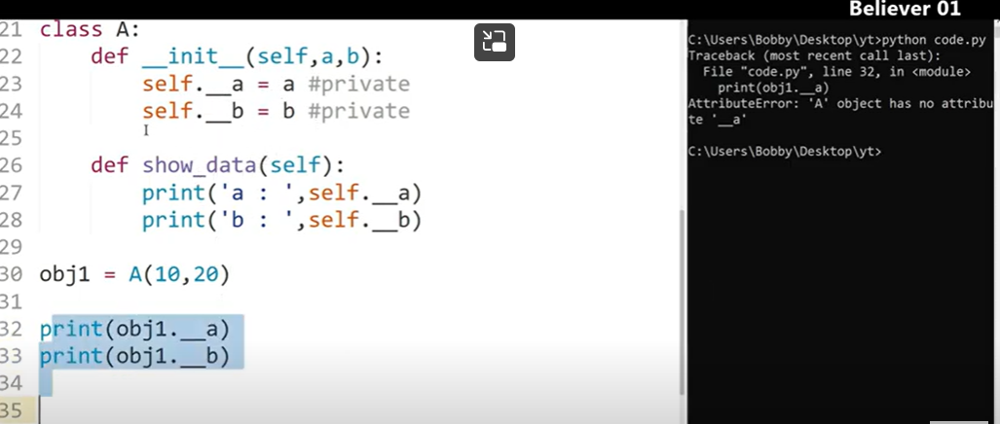 Believer 01
21 class A:
22     def __init__(self,a,b):
23         self.__a = a #private
24         self.__b = b #private
25
26     def show_data(self):
27         print('a : ',self.__a)
28         print('b : ',self.__b)
29
30 obj1 = A(10,20)
31
32 print(obj1.__a)
33 print(obj1.__b)
34
35
C:\Users\Bobby\Desktop\yt>python code.py
Traceback (most recent call last):
  File "code.py", line 32, in <module>
    print(obj1.__a)
AttributeError: 'A' object has no attribu
te '__a'
C:\Users\Bobby\Desktop\yt>